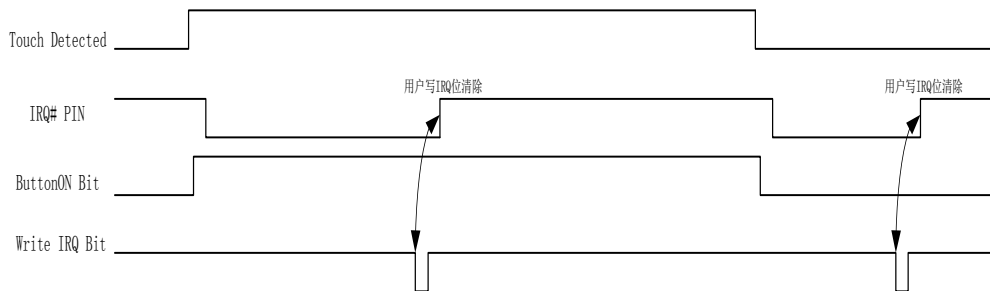 Touch Detected
用户写IRQ位清除
用户写IRQ位清除
IRQ# PIN
ButtonON Bit
Write IRQ Bit